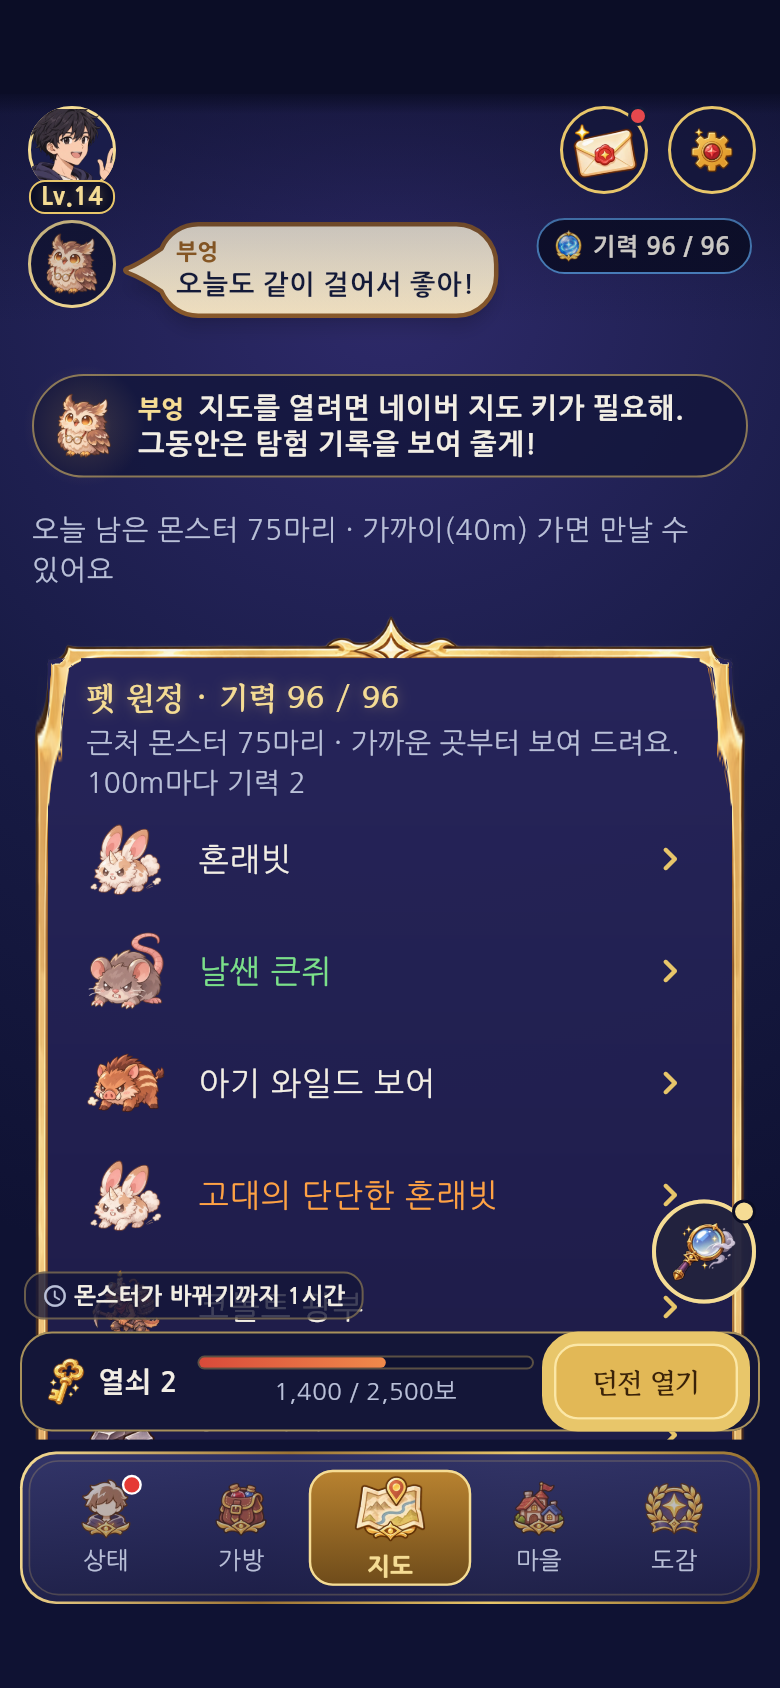 Lv.14
기력 96 / 96
부엉
오늘도 같이 걸어서 좋아!
부엉 지도를 열려면 네이버 지도 키가 필요해.
그동안은 탐험 기록을 보여 줄게!
오늘 남은 몬스터 75마리 · 가까이(40m) 가면 만날 수
있어요
펫 원정 · 기력 96 / 96
근처 몬스터 75마리 · 가까운 곳부터 보여 드려요.
100m마다 기력 2
혼래빗
날쌘 큰쥐
아기 와일드 보어
고대의 단단한 혼래빗
몬스터가 바뀌기까지 1시간
열쇠 2
1,400 / 2,500보
던전 열기
상태
가방
지도
마을
도감